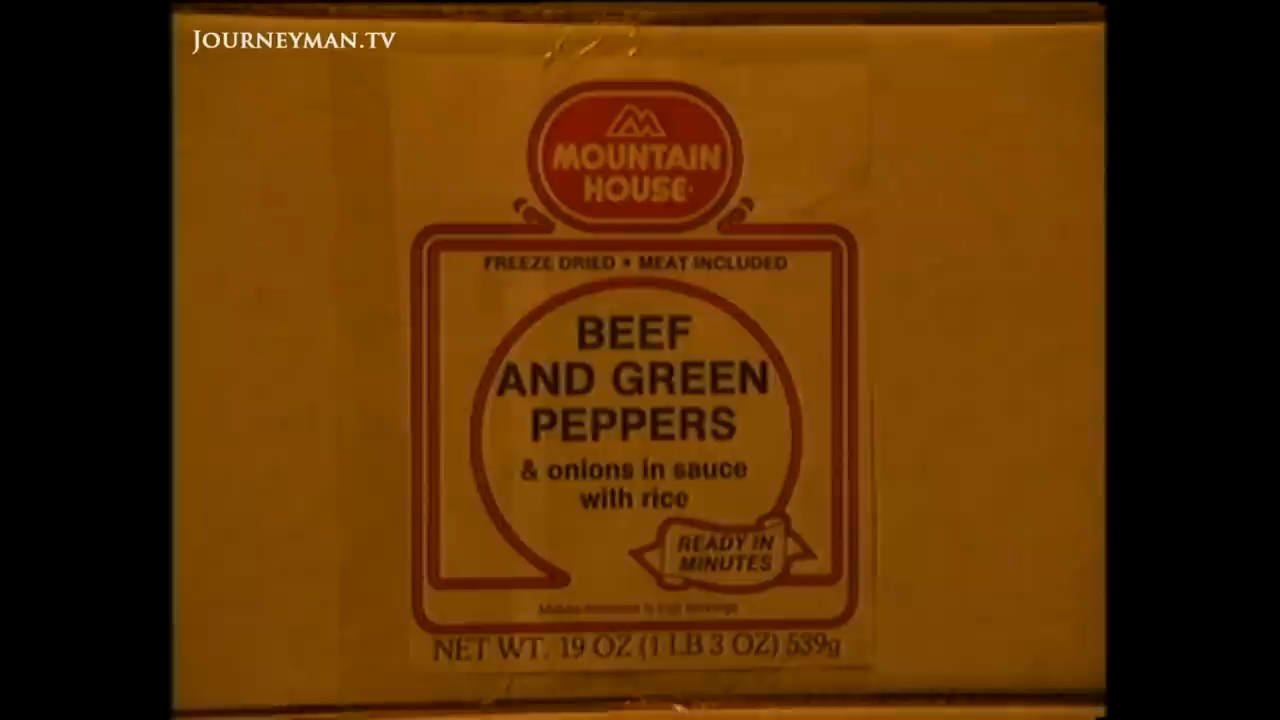 JOURNEYMAN.TV
MOUNTAIN
HOUSE
FREEZE DRIED • MEAT INCLUDED
BEEF
AND GREEN
PEPPERS
& onions in sauce
with rice
READY IN
MINUTES
NET WT. 19 OZ (1 LB 3 OZ) 539g